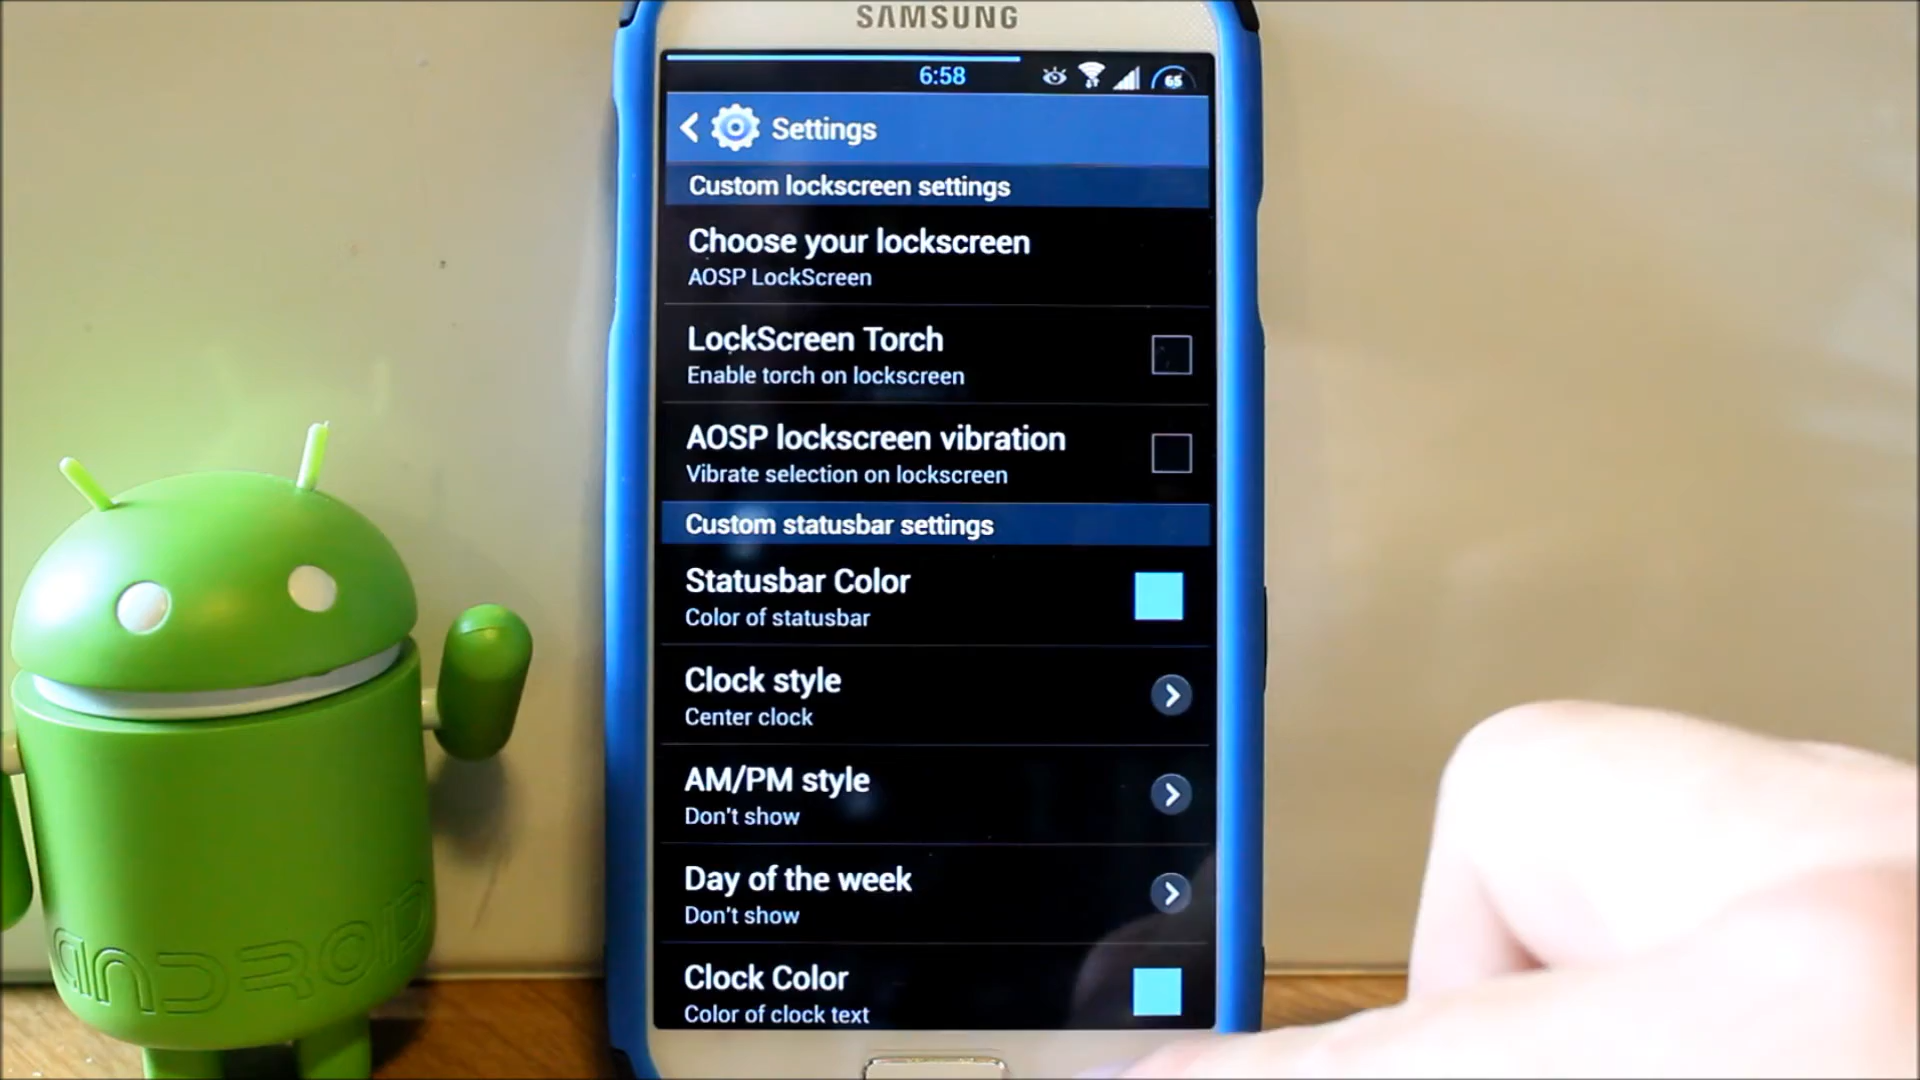 SAMSUNG
6:58
65
Settings
Custom lockscreen settings
Choose your lockscreen
AOSP LockScreen
LockScreen Torch
Enable torch on lockscreen
AOSP lockscreen vibration
Vibrate selection on lockscreen
Custom statusbar settings
Statusbar Color
Color of statusbar
Clock style
Center clock
AM/PM style
Don't show
Day of the week
Don't show
Clock Color
Color of clock text
ANDROID